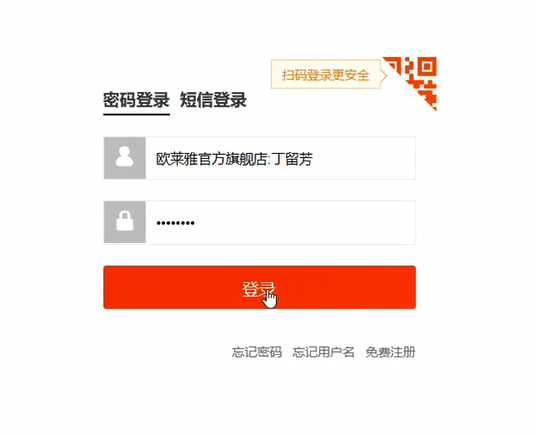 扫码登录更安全
密码登录 短信登录
欧莱雅官方旗舰店:丁留芳
••••••••
登录
忘记密码 忘记用户名 免费注册